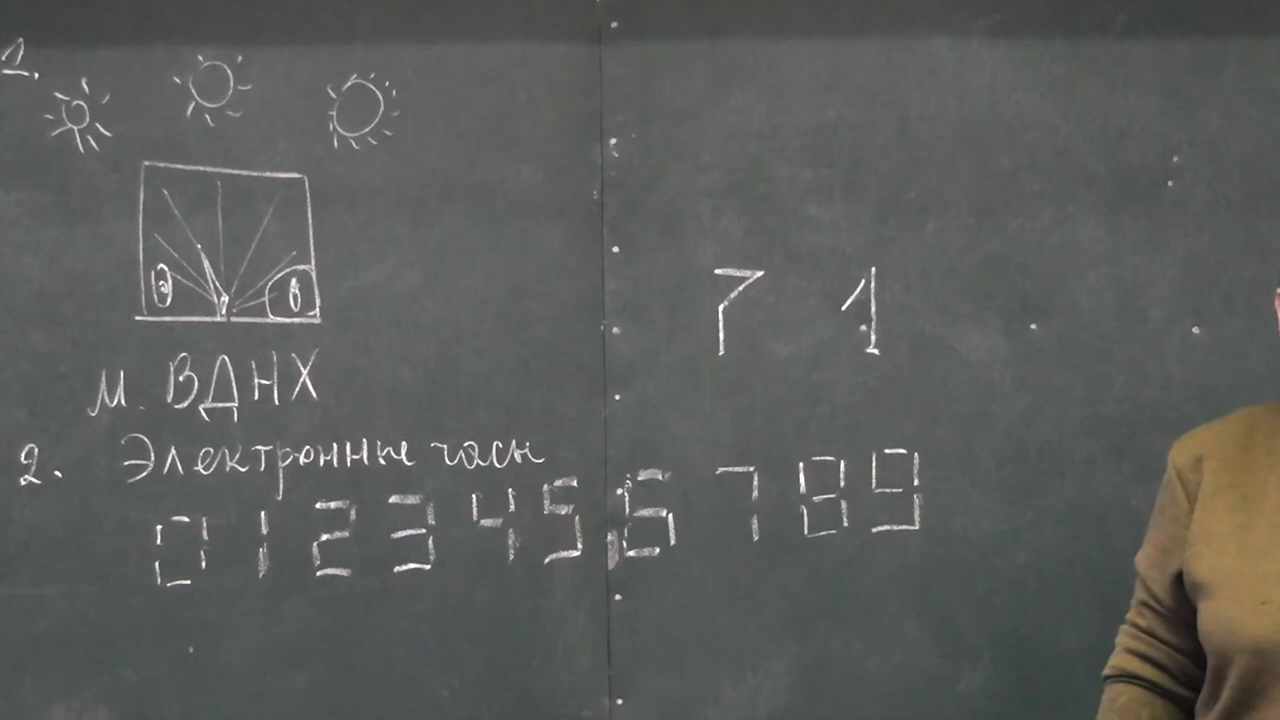 1.
м. ВДНХ
7 1
2. Электронные часы
0 1 2 3 4 5 6 7 8 9